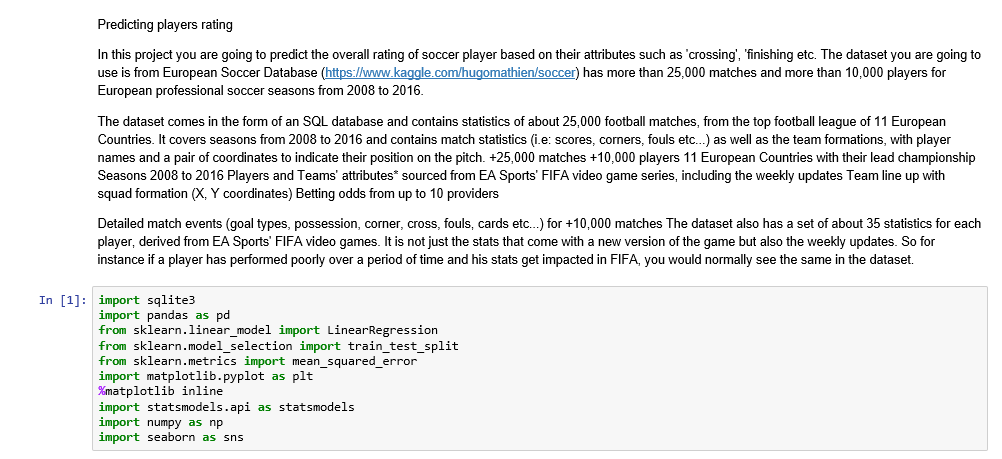 Predicting players rating
In this project you are going to predict the overall rating of soccer player based on their attributes such as 'crossing', 'finishing etc. The dataset you are going to
use is from European Soccer Database (https://www.kaggle.com/hugomathien/soccer) has more than 25,000 matches and more than 10,000 players for
European professional soccer seasons from 2008 to 2016.
The dataset comes in the form of an SQL database and contains statistics of about 25,000 football matches, from the top football league of 11 European
Countries. It covers seasons from 2008 to 2016 and contains match statistics (i.e: scores, corners, fouls etc...) as well as the team formations, with player
names and a pair of coordinates to indicate their position on the pitch. +25,000 matches +10,000 players 11 European Countries with their lead championship
Seasons 2008 to 2016 Players and Teams' attributes* sourced from EA Sports' FIFA video game series, including the weekly updates Team line up with
squad formation (X, Y coordinates) Betting odds from up to 10 providers
Detailed match events (goal types, possession, corner, cross, fouls, cards etc...) for +10,000 matches The dataset also has a set of about 35 statistics for each
player, derived from EA Sports' FIFA video games. It is not just the stats that come with a new version of the game but also the weekly updates. So for
instance if a player has performed poorly over a period of time and his stats get impacted in FIFA, you would normally see the same in the dataset.
In [1]: import sqlite3
import pandas as pd
from sklearn.linear_model import LinearRegression
from sklearn.model_selection import train_test_split
from sklearn.metrics import mean_squared_error
import matplotlib.pyplot as plt
%matplotlib inline
import statsmodels.api as statsmodels
import numpy as np
import seaborn as sns